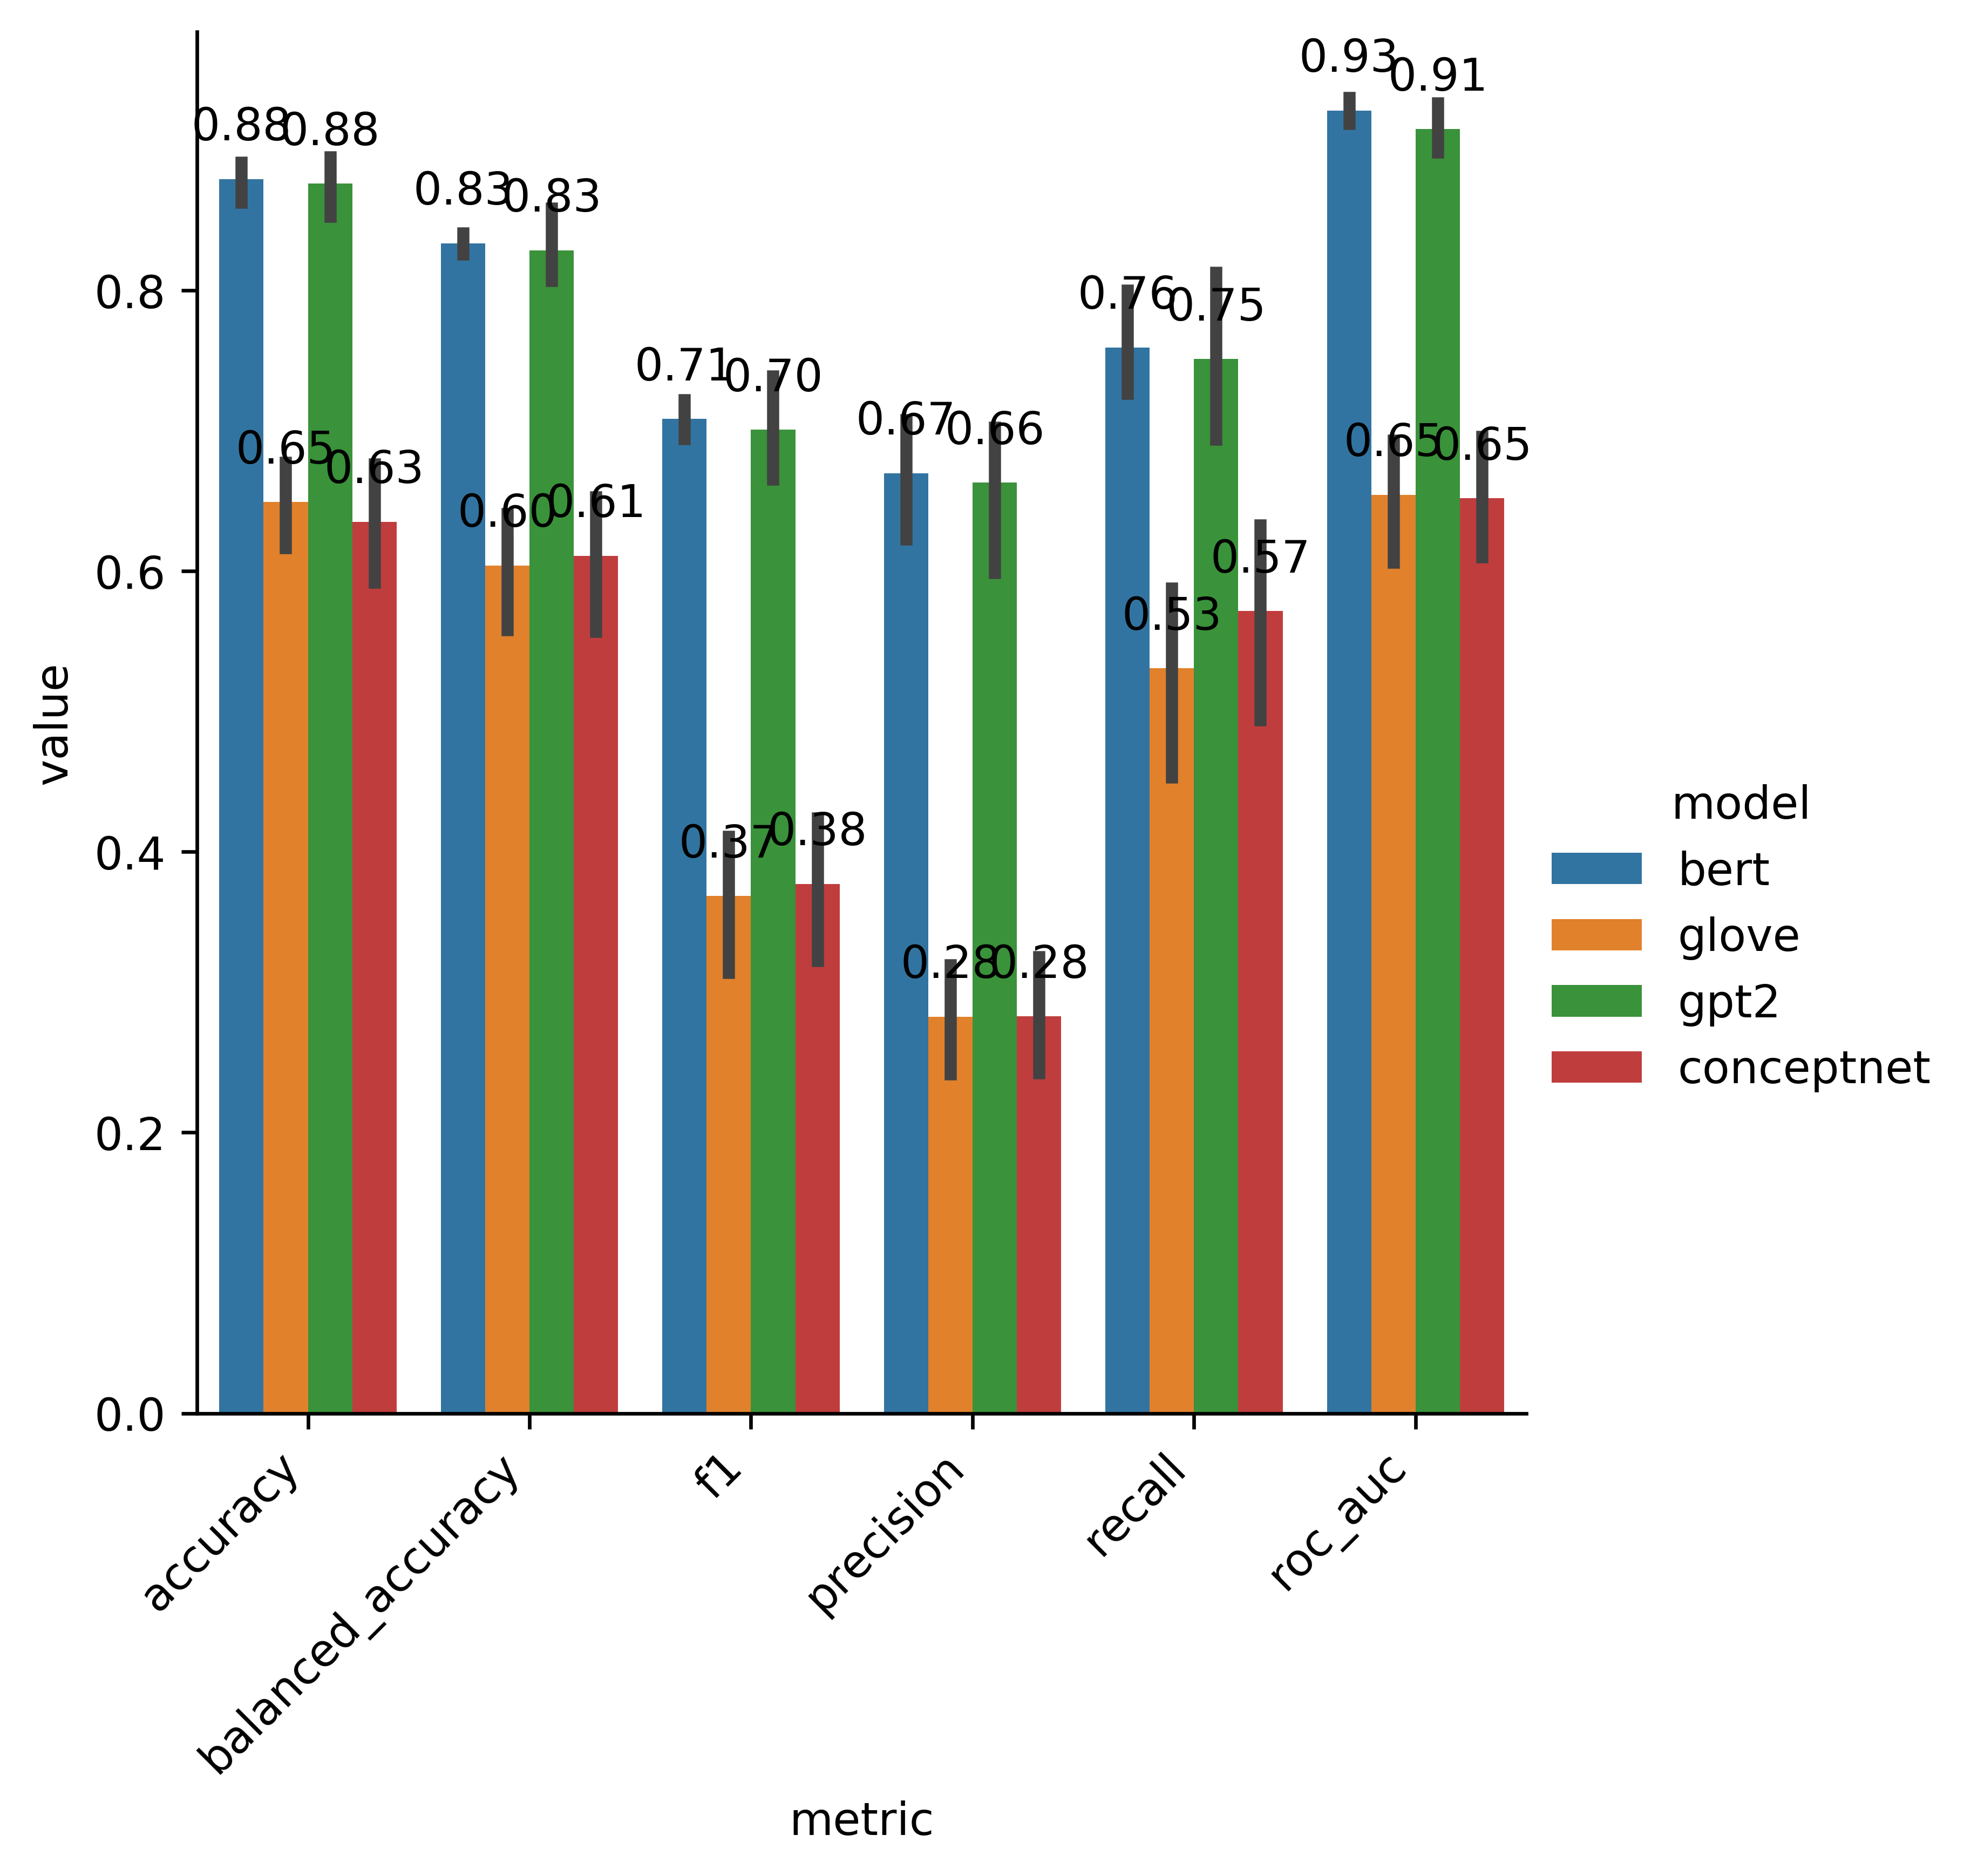 0.93
0.91
0.88
0.88
0.83
0.83
0.76
0.75
0.71
0.70
0.67
0.66
0.65
0.63
0.65
0.65
0.60
0.61
0.57
0.53
0.37
0.38
0.28
0.28
0.8
0.6
0.4
0.2
0.0
value
model
bert
glove
gpt2
conceptnet
accuracy
balanced_accuracy
f1
precision
recall
roc_auc
metric